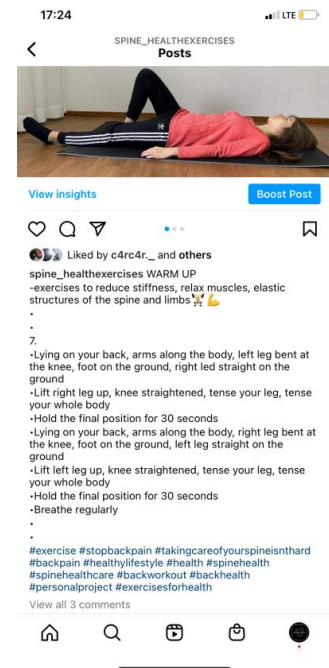 17:24
LTE
SPINE_HEALTHEXERCISES
Posts
View insights
Boost Post
Liked by c4rc4r._ and others
spine_healthexercises WARM UP
-exercises to reduce stiffness, relax muscles, elastic
structures of the spine and limbs🏋️💪
•
•
7.
•Lying on your back, arms along the body, left leg bent at
the knee, foot on the ground, right led straight on the
ground
•Lift right leg up, knee straightened, tense your leg, tense
your whole body
•Hold the final position for 30 seconds
•Lying on your back, arms along the body, right leg bent at
the knee, foot on the ground, left leg straight on the
ground
•Lift left leg up, knee straightened, tense your leg, tense
your whole body
•Hold the final position for 30 seconds
•Breathe regularly
•
•
#exercise #stopbackpain #takingcareofyourspineisnthard
#backpain #healthylifestyle #health #spinehealth
#spinehealthcare #backworkout #backhealth
#personalproject #exercisesforhealth
View all 3 comments